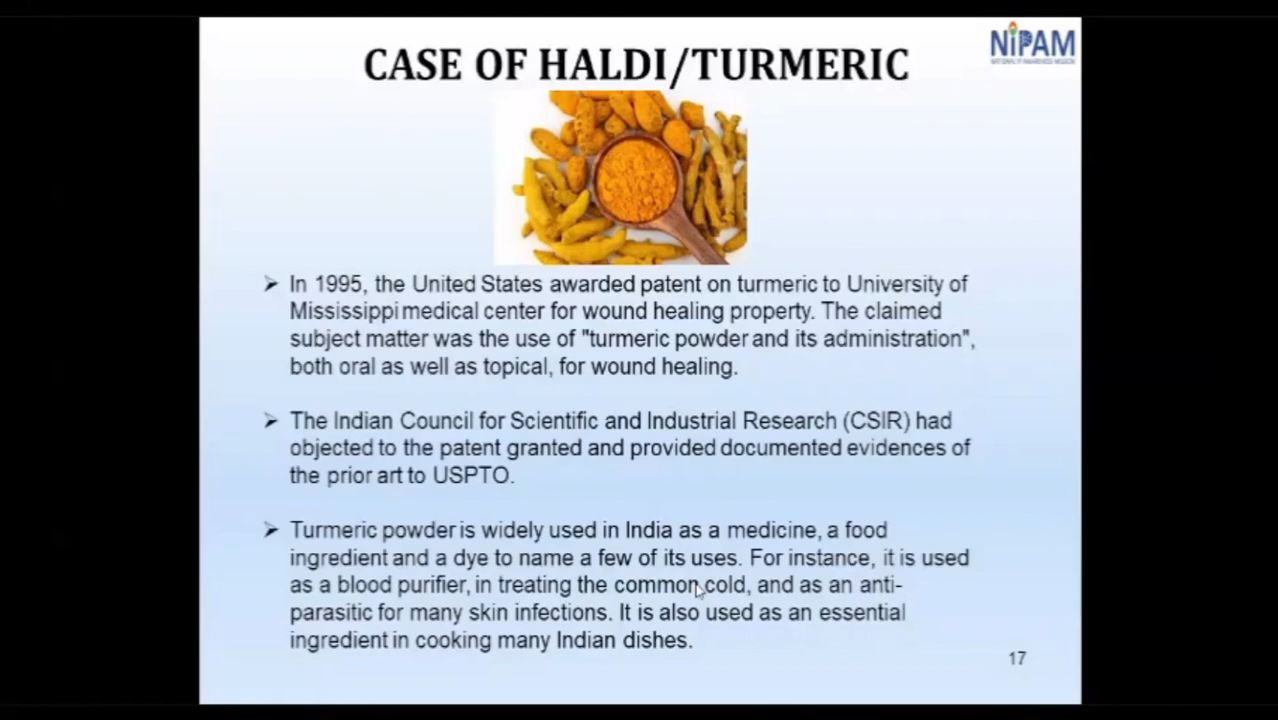 NiPAM
NATIONAL IP AWARENESS MISSION
CASE OF HALDI/TURMERIC
➢ In 1995, the United States awarded patent on turmeric to University of
Mississippi medical center for wound healing property. The claimed
subject matter was the use of "turmeric powder and its administration",
both oral as well as topical, for wound healing.
➢ The Indian Council for Scientific and Industrial Research (CSIR) had
objected to the patent granted and provided documented evidences of
the prior art to USPTO.
➢ Turmeric powder is widely used in India as a medicine, a food
ingredient and a dye to name a few of its uses. For instance, it is used
as a blood purifier, in treating the common cold, and as an anti-
parasitic for many skin infections. It is also used as an essential
ingredient in cooking many Indian dishes.
17